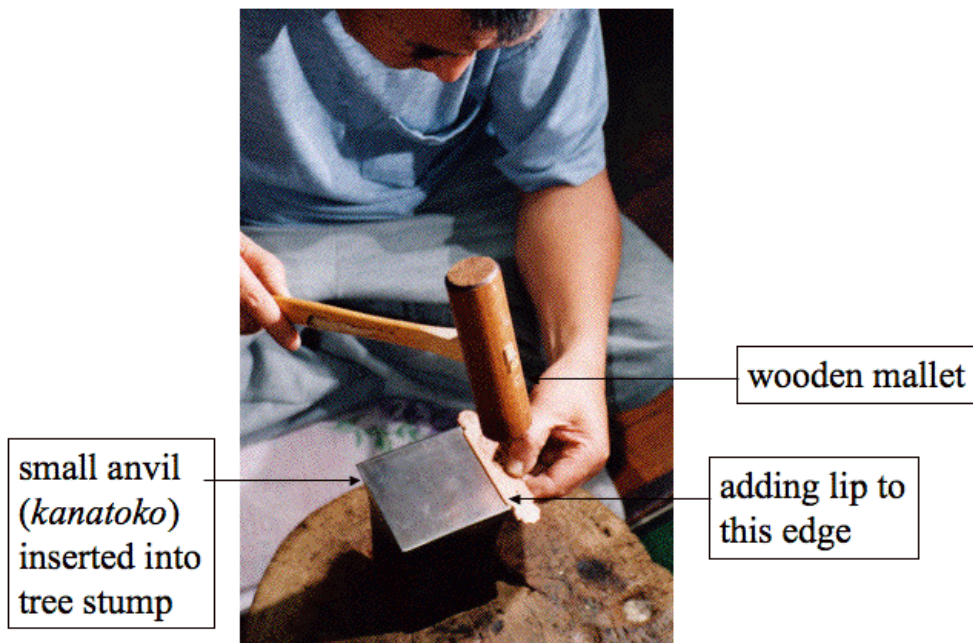 wooden mallet
small anvil
(kanatoko)
inserted into
tree stump
adding lip to
this edge